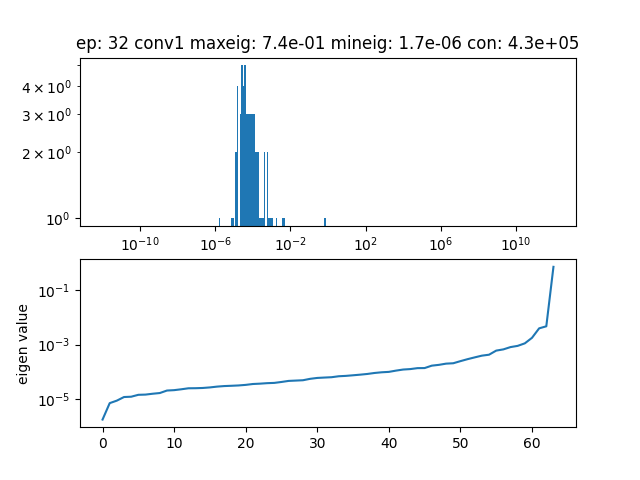 ep: 32 conv1 maxeig: 7.4e-01 mineig: 1.7e-06 con: 4.3e+05
4 × 10⁰
3 × 10⁰
2 × 10⁰
10⁰
10⁻¹⁰ 10⁻⁶ 10⁻² 10² 10⁶ 10¹⁰
eigen value
10⁻¹
10⁻³
10⁻⁵
0 10 20 30 40 50 60